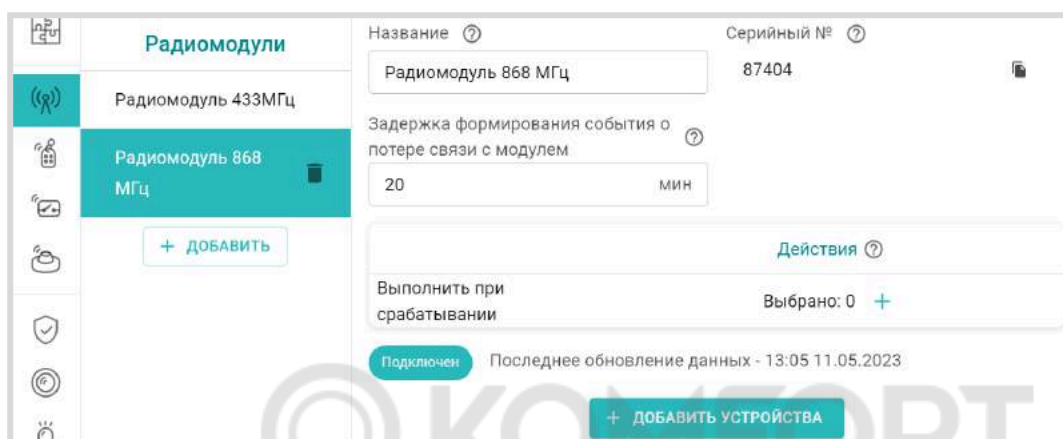 Радиомодули
Радиомодуль 433МГц
Радиомодуль 868
МГц
+ ДОБАВИТЬ
Название
Радиомодуль 868 МГц
Серийный №
87404
Задержка формирования события о
потере связи с модулем
20 мин
Действия
Выполнить при
срабатывании
Выбрано: 0 +
Подключен Последнее обновление данных - 13:05 11.05.2023
+ ДОБАВИТЬ УСТРОЙСТВА
КОМФОРТ